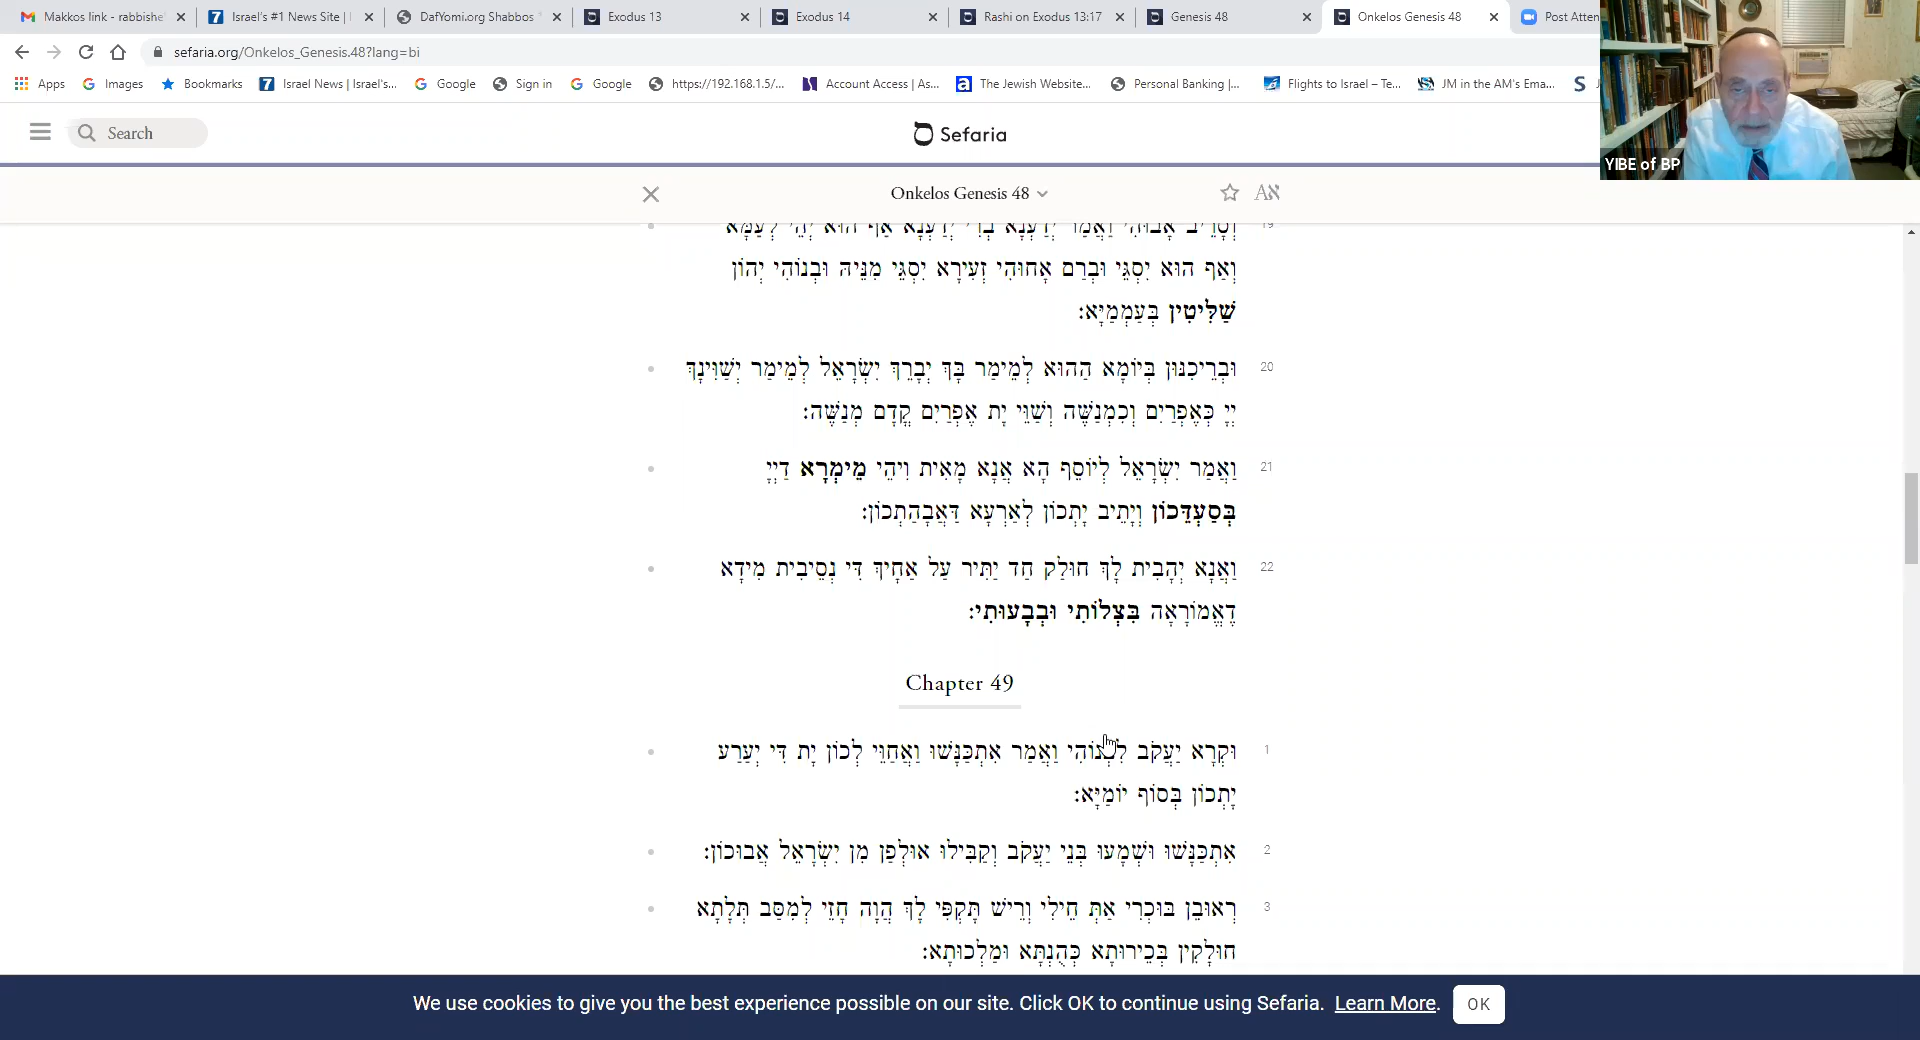 Makkos link - rabbishe
Israel's #1 News Site |
DafYomi.org Shabbos
Exodus 13
Exodus 14
Rashi on Exodus 13:17
Genesis 48
Onkelos Genesis 48
Post Atten
sefaria.org/Onkelos_Genesis.48?lang=bi
Apps
Images
Bookmarks
Israel News | Israel's...
Google
Sign in
Google
https://192.168.1.5/...
Account Access | As...
The Jewish Website...
Personal Banking |...
Flights to Israel – Te...
JM in the AM's Ema...
YIBE of BP
Search
Sefaria
Onkelos Genesis 48
19
וְסָרֵיב אֲבוּהִי וַאֲמַר יְדַעְנָא בְרִי יְדַעְנָא אַף הוּא יְהֵי לְעַמָּא
וְאַף הוּא יִסְגֵּי וּבְרַם אֲחוּהִי זְעִירָא יִסְגֵּי מִנֵּיהּ וּבְנוֹהִי יְהוֹן
שַׁלִּיטִין בְּעַמְמַיָּא:
20
וּבְרֵיכִנּוּן בְּיוֹמָא הַהוּא לְמֵימַר בָּךְ יְבָרֵךְ יִשְׂרָאֵל לְמֵימַר יְשַׁוִּינָךְ
יְיָ כְּאֶפְרַיִם וְכִמְנַשֶּׁה וְשַׁוִּי יָת אֶפְרַיִם קֳדָם מְנַשֶּׁה:
21
וַאֲמַר יִשְׂרָאֵל לְיוֹסֵף הָא אֲנָא מָאִית וִיהֵי מֵימְרָא דַיְיָ
בְּסַעְדְּכוֹן וְיָתִיב יָתְכוֹן לְאַרְעָא דַּאֲבָהַתְכוֹן:
22
וַאֲנָא יְהָבִית לָךְ חוּלַק חַד יַתִּיר עַל אַחָיךְ דִּי נְסֵיבִית מִידָא
דֶאֱמוֹרָאָה בִּצְלוֹתִי וּבְבָעוּתִי:
Chapter 49
1
וּקְרָא יַעֲקֹב לִבְנוֹהִי וַאֲמַר אִתְכַּנָּשׁוּ וַאֲחַוֵּי לְכוֹן יָת דִּי יְעָרַע
יָתְכוֹן בְּסוֹף יוֹמַיָּא:
2
אִתְכַּנָּשׁוּ וּשְׁמָעוּ בְּנֵי יַעֲקֹב וְקַבִּילוּ אוּלְפַן מִן יִשְׂרָאֵל אֲבוּכוֹן:
3
רְאוּבֵן בּוּכְרִי אַתְּ חֵילִי וְרֵישׁ תָּקְפִּי לָךְ הֲוָה חָזֵי לְמִסַּב תְּלָתָא
חוּלָקִין בְּכֵירוּתָא כְּהֻנְתָּא וּמַלְכוּתָא:
We use cookies to give you the best experience possible on our site. Click OK to continue using Sefaria. Learn More.
OK